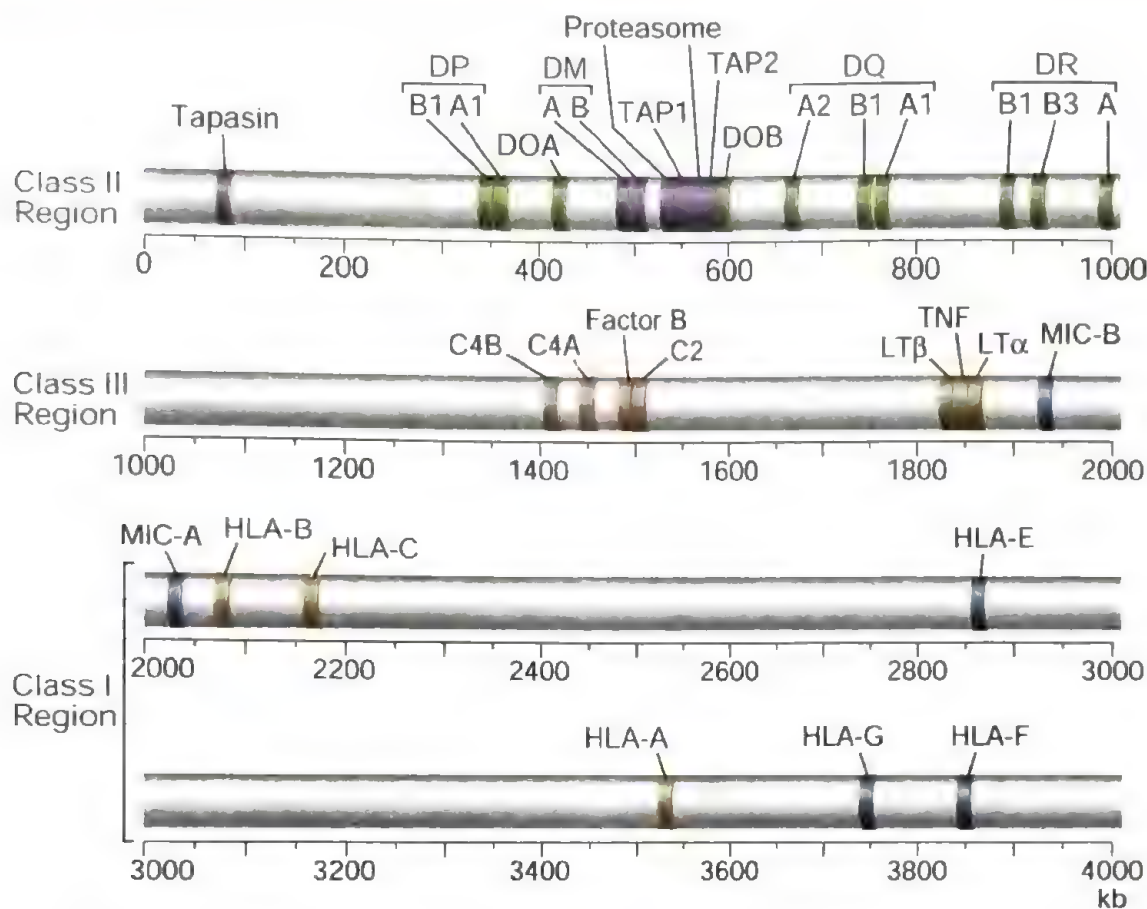 Proteasome
DP DM TAP2 DQ DR
B1 A1 A B TAP1 A2 B1 A1 B1 B3 A
Tapasin DOA DOB
Class II
Region
0 200 400 600 800 1000
Factor B TNF
C4B C4A C2 LTβ LTα MIC-B
Class III
Region
1000 1200 1400 1600 1800 2000
MIC-A HLA-B HLA-C HLA-E
2000 2200 2400 2600 2800 3000
Class I
Region
HLA-A HLA-G HLA-F
3000 3200 3400 3600 3800 4000
kb